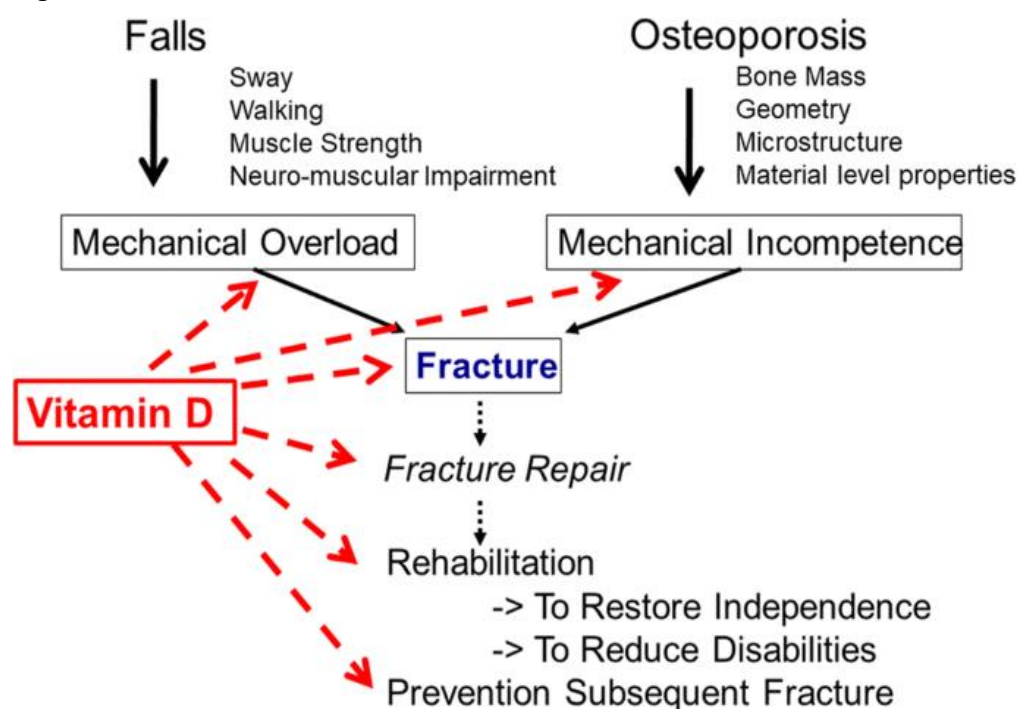 Falls
Osteoporosis
Sway
Walking
Muscle Strength
Neuro-muscular Impairment
Bone Mass
Geometry
Microstructure
Material level properties
Mechanical Overload
Mechanical Incompetence
Fracture
Vitamin D
Fracture Repair
Rehabilitation
-> To Restore Independence
-> To Reduce Disabilities
Prevention Subsequent Fracture